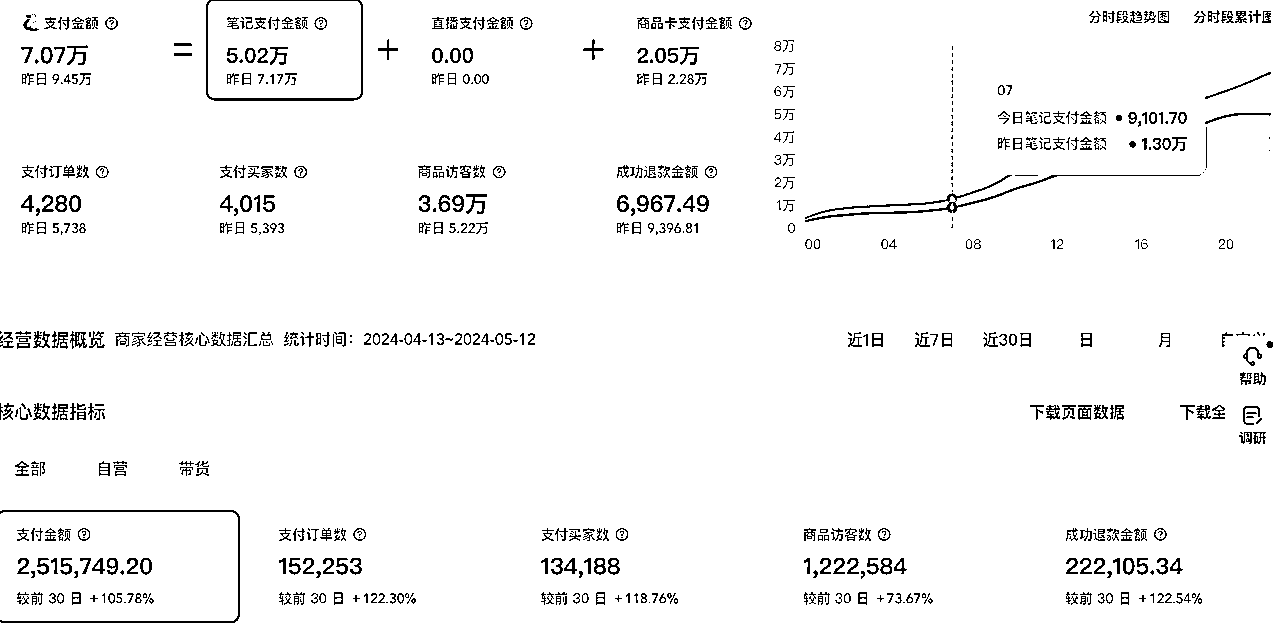 支付金额 ? 笔记支付金额 ? 直播支付金额 ? 商品卡支付金额 ?
7.07万 = 5.02万 + 0.00 + 2.05万
昨日 9.45万 昨日 7.17万 昨日 0.00 昨日 2.28万
支付订单数 ? 支付买家数 ? 商品访客数 ? 成功退款金额 ?
4,280 4,015 3.69万 6,967.49
昨日 5,738 昨日 5,393 昨日 5.22万 昨日 9,396.81
分时段趋势图 分时段累计图
8万
7万
6万
5万
4万
3万
2万
1万
0
07
今日笔记支付金额 • 9,101.70
昨日笔记支付金额 • 1.30万
00 04 08 12 16 20
经营数据概览 商家经营核心数据汇总 统计时间：2024-04-13~2024-05-12 近1日 近7日 近30日 日 月
帮助
核心数据指标 下载页面数据 下载全
调研
全部 自营 带货
支付金额 ? 支付订单数 ? 支付买家数 ? 商品访客数 ? 成功退款金额 ?
2,515,749.20 152,253 134,188 1,222,584 222,105.34
较前 30 日 +105.78% 较前 30 日 +122.30% 较前 30 日 +118.76% 较前 30 日 +73.67% 较前 30 日 +122.54%